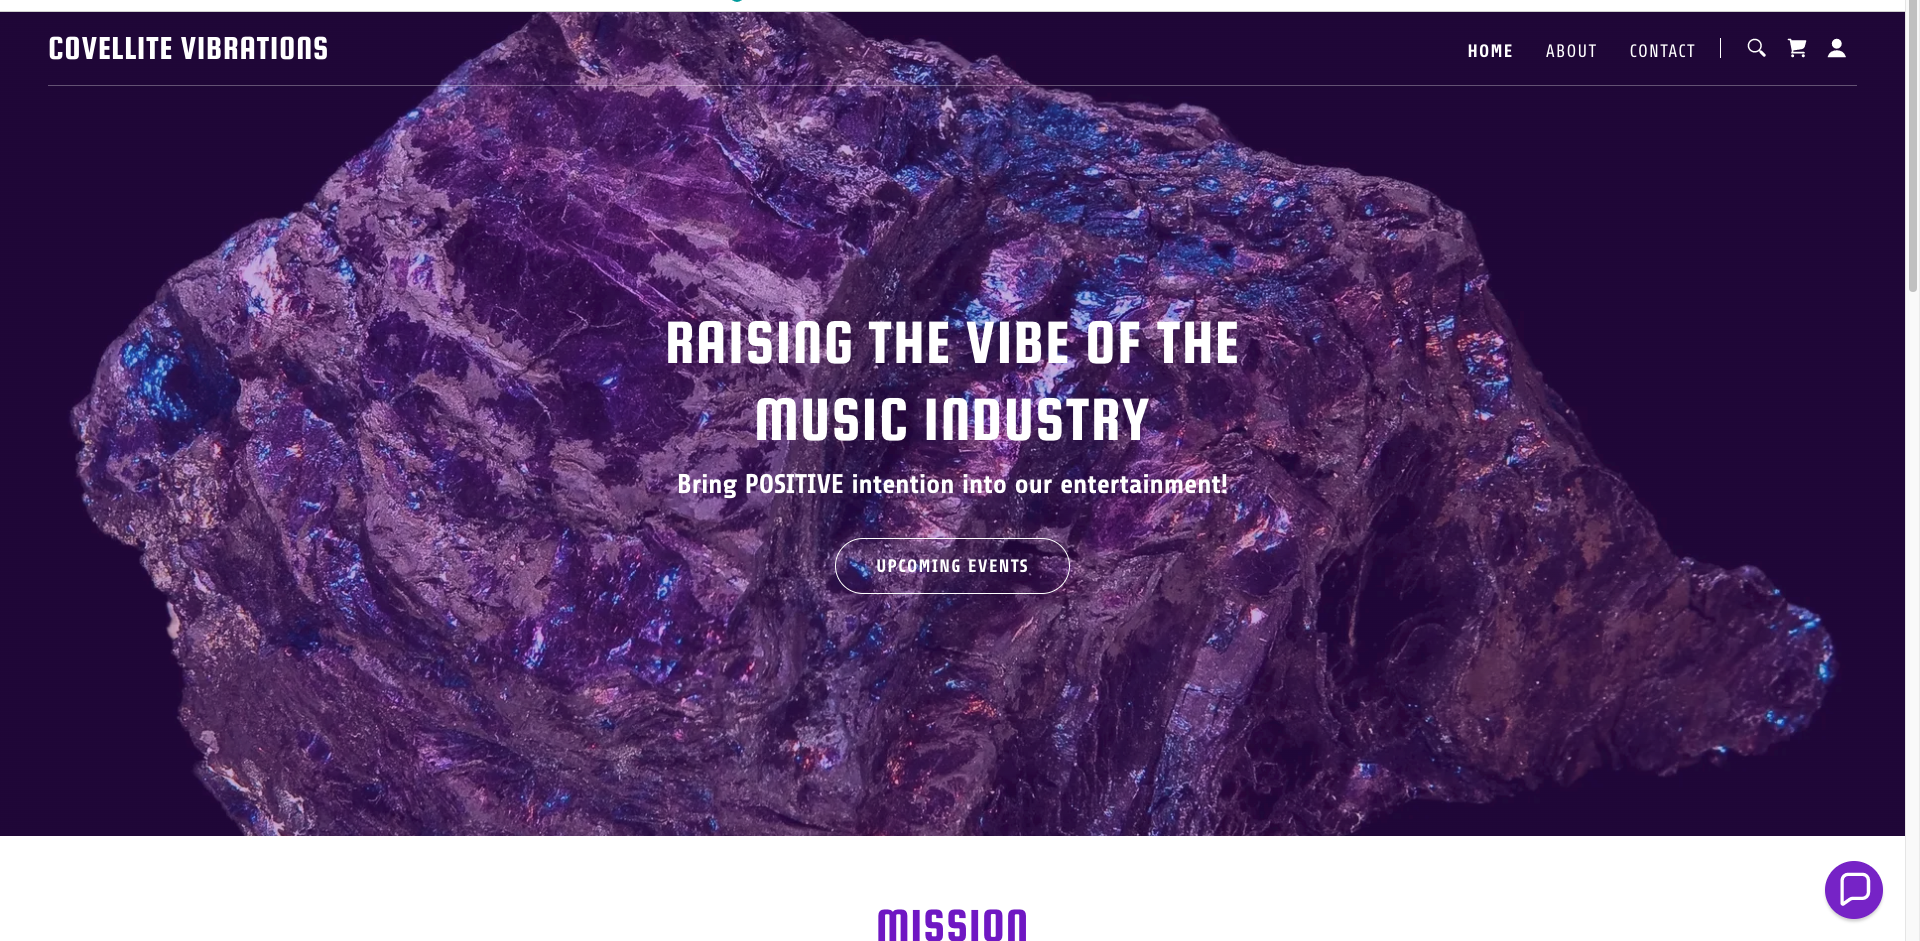 COVELLITE VIBRATIONS
HOME ABOUT CONTACT
RAISING THE VIBE OF THE
MUSIC INDUSTRY
Bring POSITIVE intention into our entertainment!
UPCOMING EVENTS
MISSION